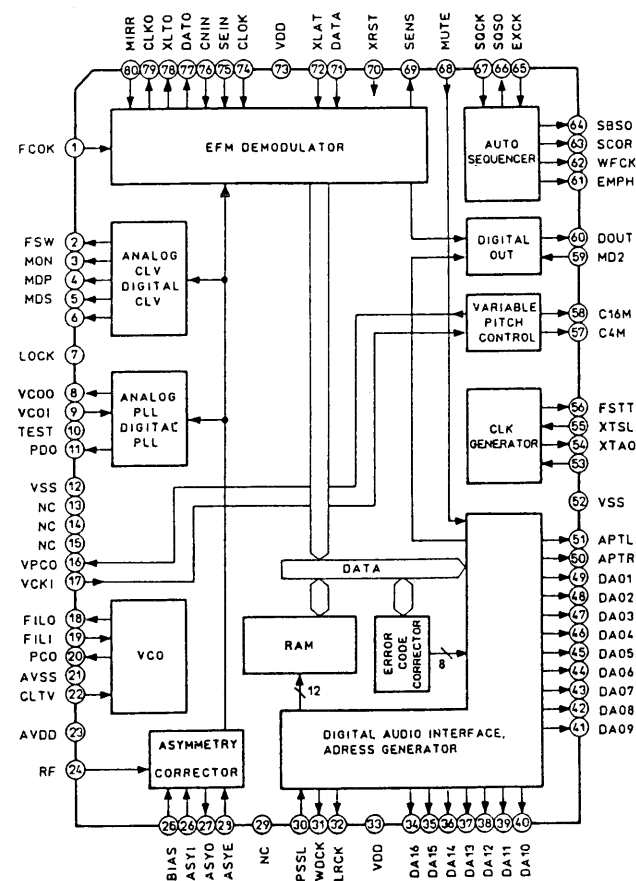 MIRR CLKO XLTO DATO CNIN SEIN CLOK VDD XLAT DATA XRST SENS MUTE SQCK SQSO EXCK
80 79 78 77 76 75 74 73 72 71 70 69 68 67 66 65
FCOK 1
EFM DEMODULATOR
AUTO
SEQUENCER
64 SBSO
63 SCOR
62 WFCK
61 EMPH
FSW 2
MON 3
MDP 4
MDS 5
6
ANALOG
CLV
DIGITAL
CLV
DIGITAL
OUT
60 DOUT
59 MD2
VARIABLE
PITCH
CONTROL
58 C16M
57 C4M
LOCK 7
VCOO 8
VCOI 9
TEST 10
PDO 11
ANALOG
PLL
DIGITAL
PLL
CLK
GENERATOR
56 FSTT
55 XTSL
54 XTAO
53
VSS 12
NC 13
NC 14
NC 15
VPCO 16
VCKI 17
52 VSS
51 APTL
50 APTR
49 DA01
48 DA02
47 DA03
46 DA04
45 DA05
44 DA06
43 DA07
42 DA08
41 DA09
DATA
FILO 18
FILI 19
PCO 20
AVSS 21
CLTV 22
VCO
RAM
12
ERROR
CODE
CORRECTOR
8
AVDD 23
RF 24
ASYMMETRY
CORRECTOR
DIGITAL AUDIO INTERFACE,
ADRESS GENERATOR
25 26 27 29 29 30 31 32 33 34 35 36 37 38 39 40
BIAS ASYI ASYO ASYE NC PSSL WDCK LRCK VDD DA16 DA15 DA14 DA13 DA12 DA11 DA10